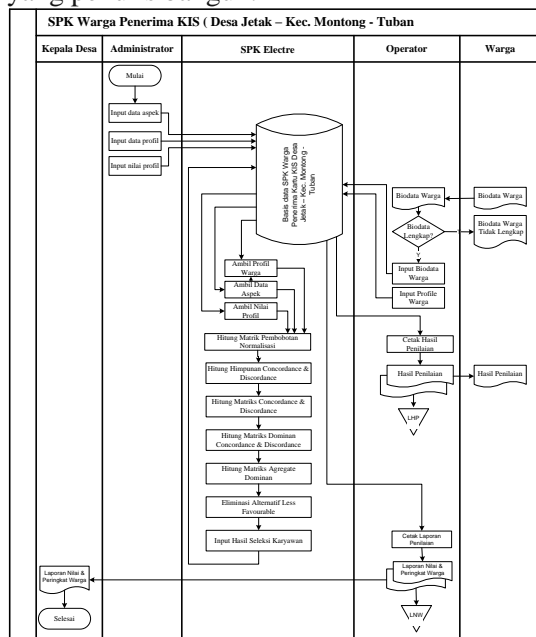 SPK Warga Penerima KIS ( Desa Jetak – Kec. Montong - Tuban
Kepala Desa
Administrator
SPK Electre
Operator
Warga
Mulai
Input data aspek
Input data profil
Input nilai profil
Basis data SPK Warga
Penerima Kartu KIS Desa
Jetak – Kec. Montong -
Tuban
Biodata Warga
Biodata Warga
Biodata
Lengkap?
Biodata Warga
Tidak Lengkap
Y
Input Biodata
Warga
Input Profile
Warga
Ambil Profil
Warga
Ambil Data
Aspek
Ambil Nilai
Profil
Hitung Matrik Pembobotan
Normalisasi
Cetak Hasil
Penilaian
Hitung Himpunan Concordance &
Discordance
Hasil Penilaian
Hasil Penilaian
Hitung Matriks Concordance &
Discordance
LHP
Hitung Matriks Dominan
Concordance & Discordance
Hitung Matriks Agregate
Dominan
Eliminasi Alternatif Less
Favourable
Input Hasil Seleksi Karyawan
Cetak Laporan
Penilaian
Laporan Nilai &
Peringkat Warga
Laporan Nilai &
Peringkat Warga
LNW
Selesai